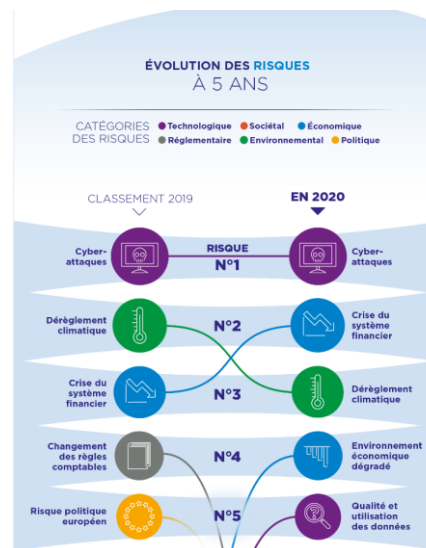 ÉVOLUTION DES RISQUES
À 5 ANS
CATÉGORIES
DES RISQUES
Technologique Sociétal Économique
Réglementaire Environnemental Politique
CLASSEMENT 2019
EN 2020
Cyber-
attaques
RISQUE
N°1
Cyber-
attaques
Dérèglement
climatique
N°2
Crise du
système
financier
Crise du
système
financier
N°3
Dérèglement
climatique
Changement
des règles
comptables
N°4
Environnement
économique
dégradé
Risque politique
européen
N°5
Qualité et
utilisation
des données